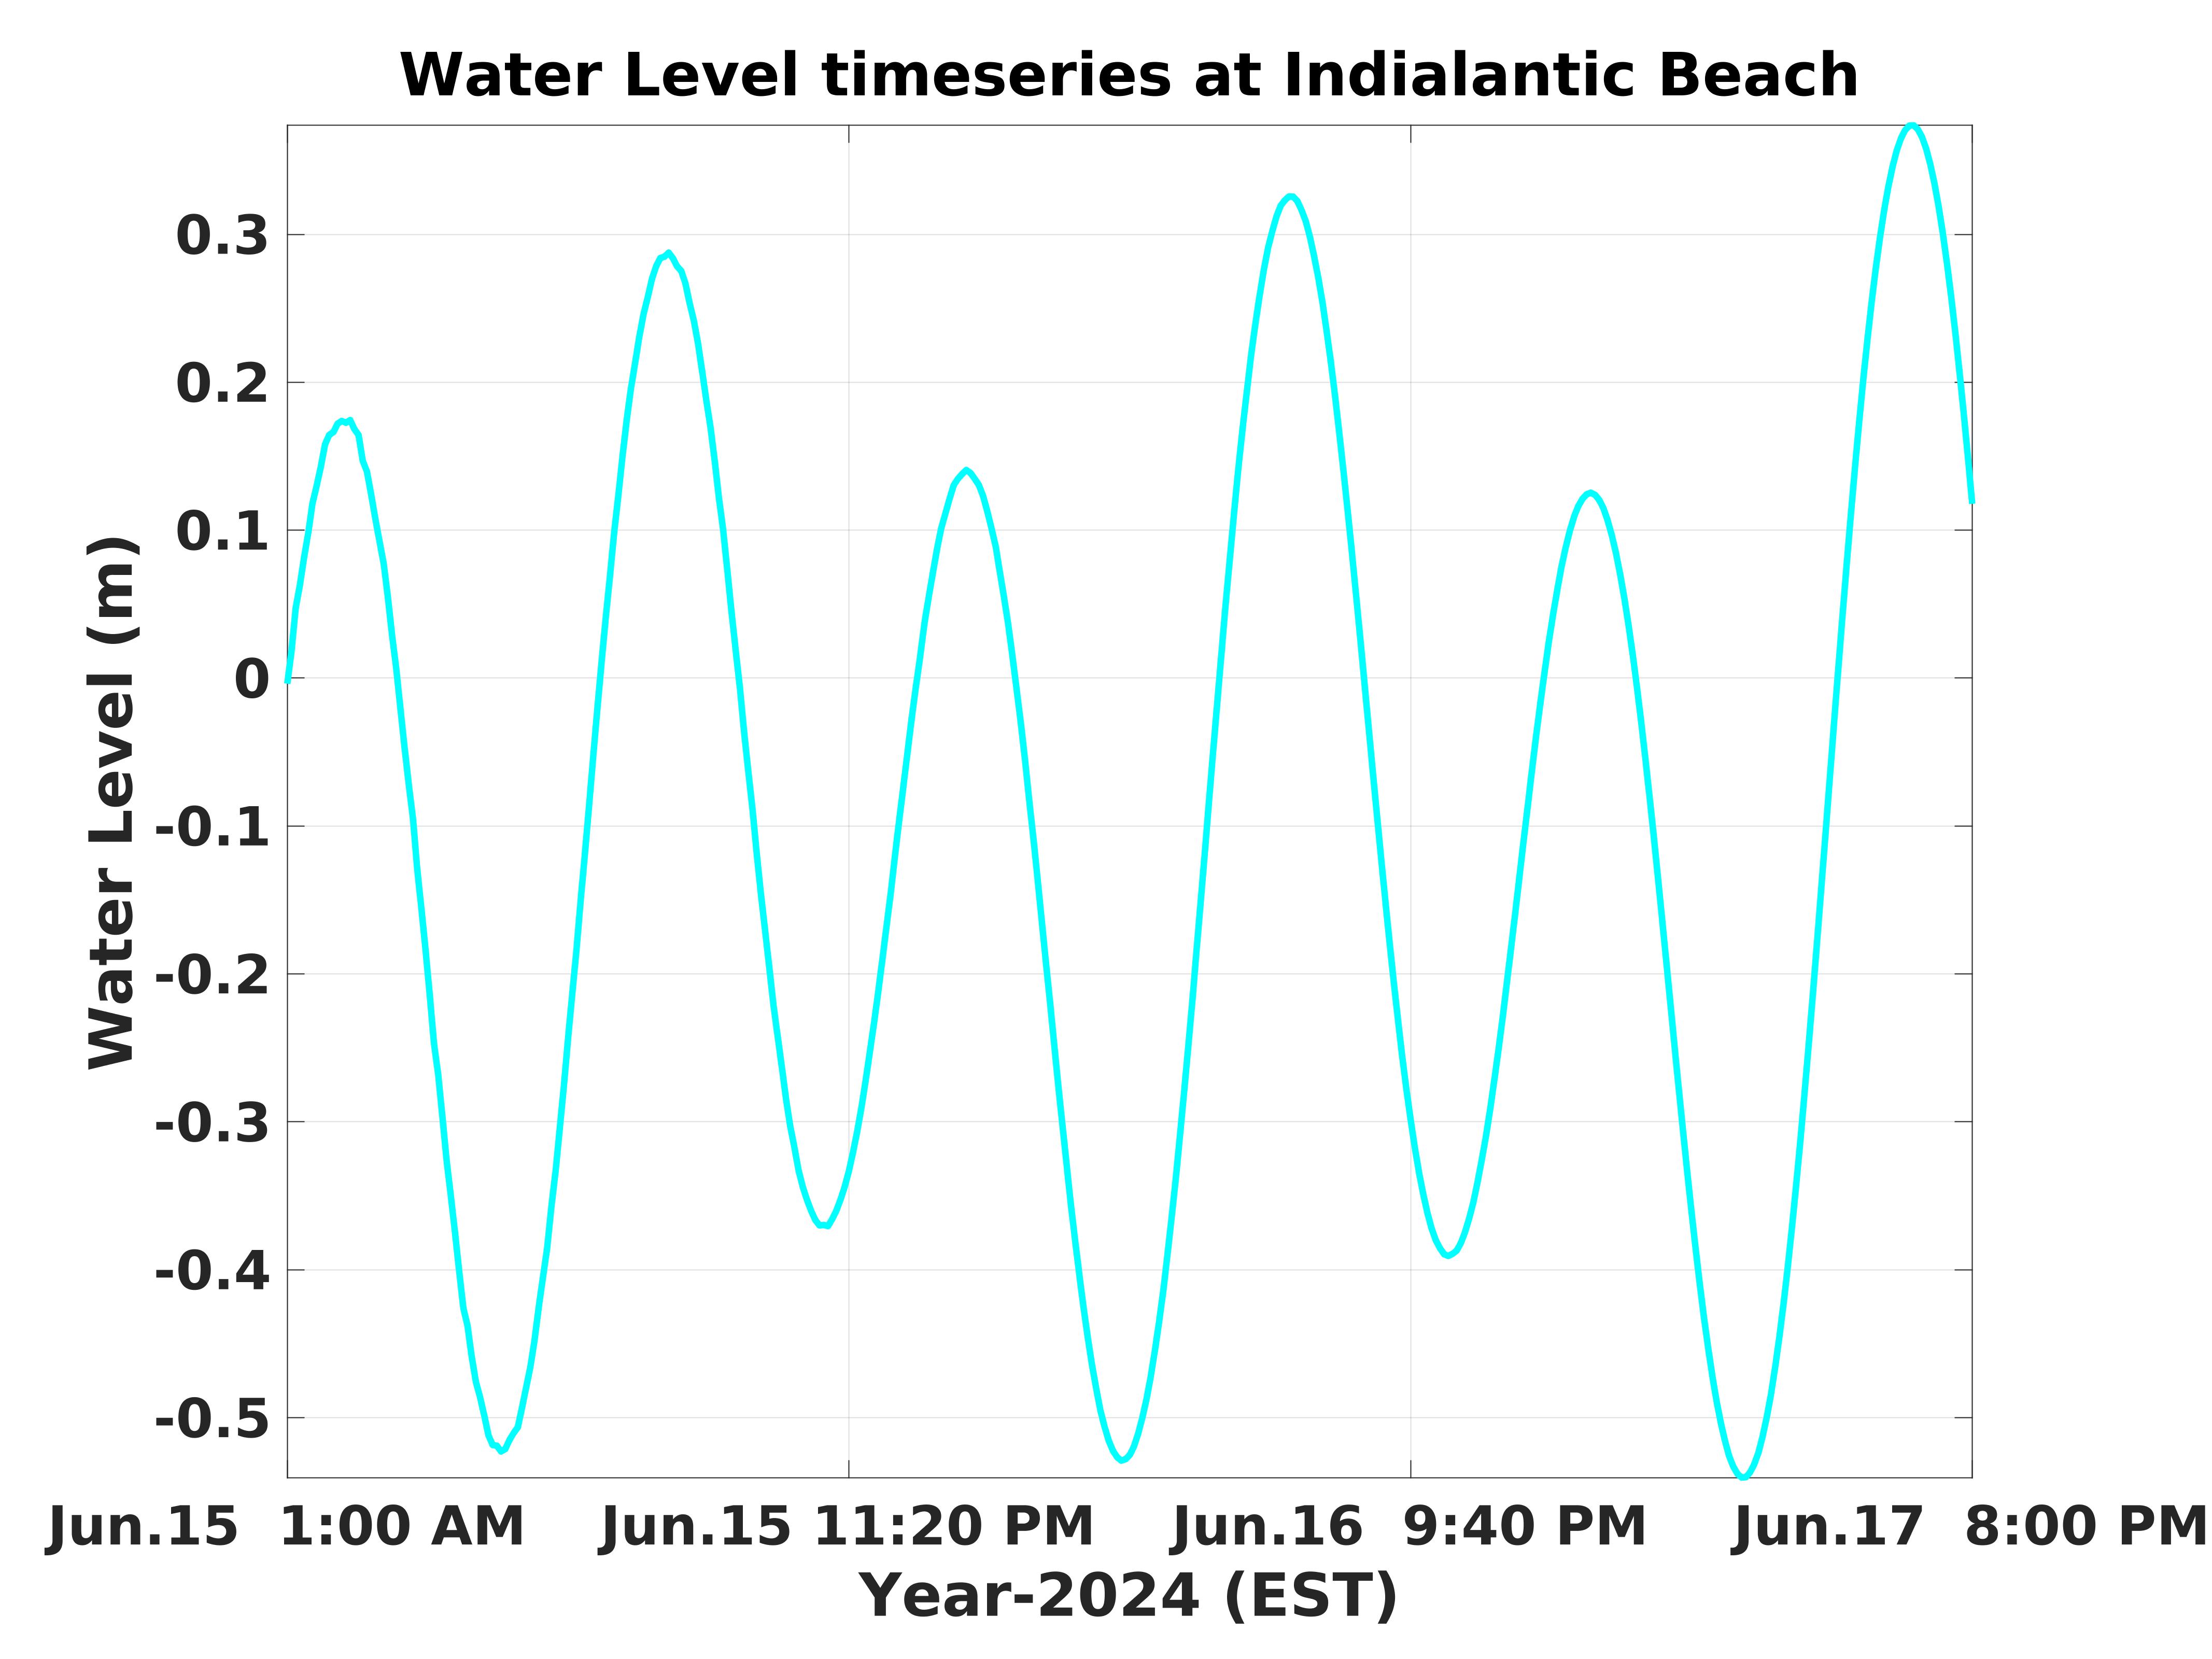 Water Level timeseries at Indialantic Beach
0.3
0.2
0.1
0
-0.1
-0.2
-0.3
-0.4
-0.5
Water Level (m)
Jun.15 1:00 AM Jun.15 11:20 PM Jun.16 9:40 PM Jun.17 8:00 PM
Year-2024 (EST)